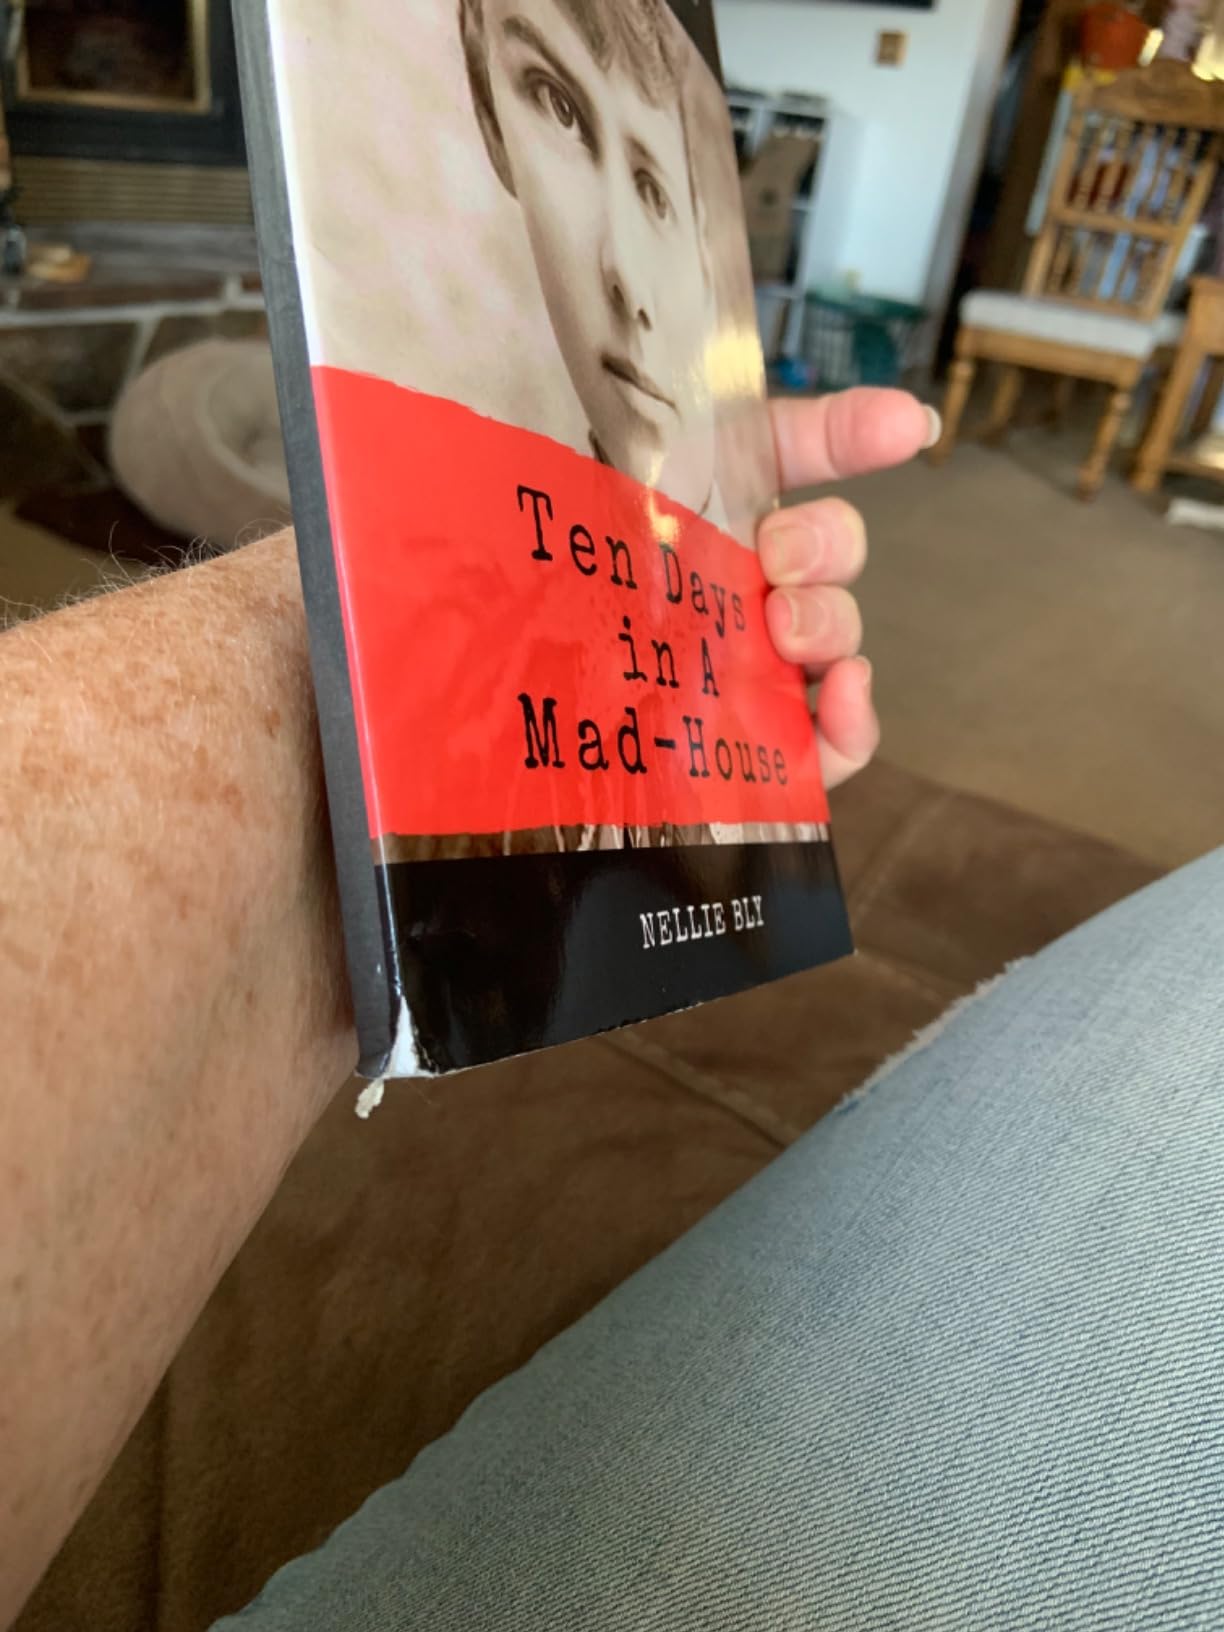 Ten Days
in A
Mad-House
NELLIE BLY